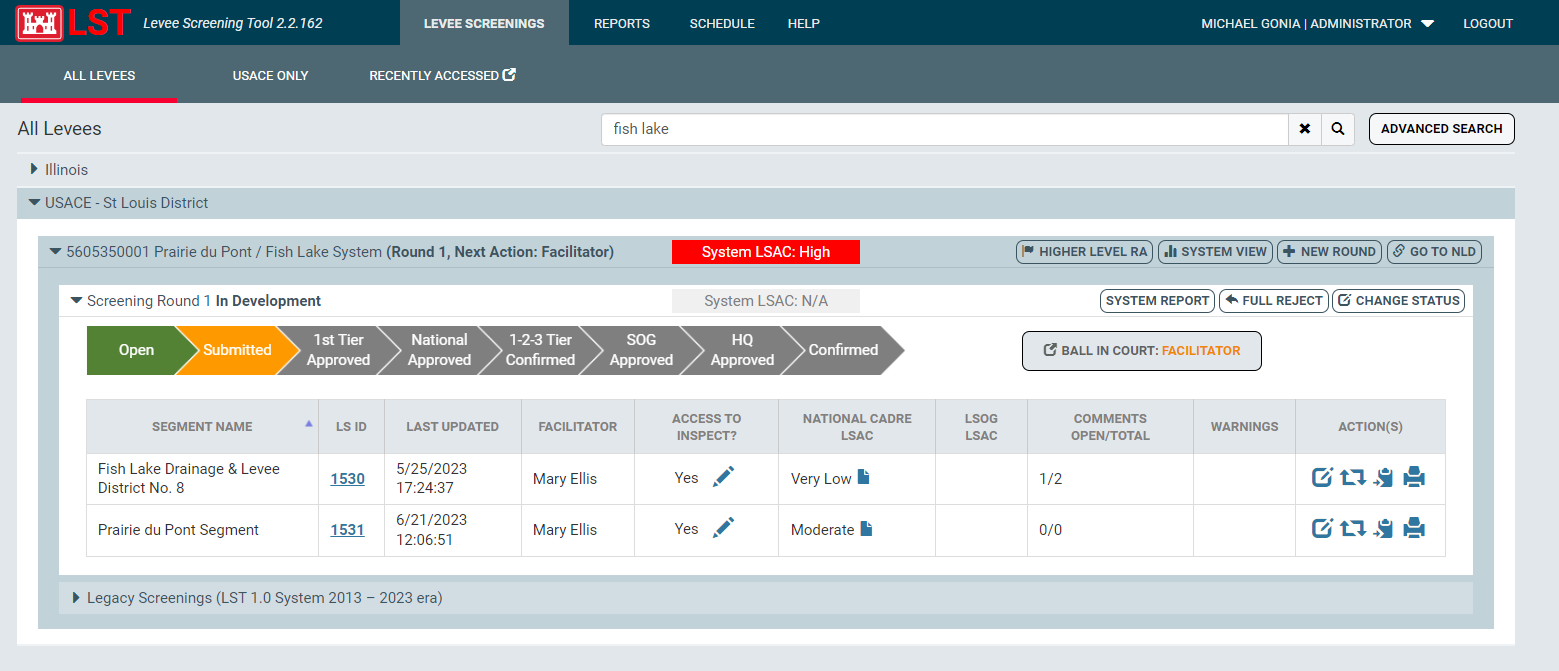 LST Levee Screening Tool 2.2.162 LEVEE SCREENINGS REPORTS SCHEDULE HELP MICHAEL GONIA | ADMINISTRATOR LOGOUT
ALL LEVEES USACE ONLY RECENTLY ACCESSED
All Levees fish lake ADVANCED SEARCH
Illinois
USACE - St Louis District
5605350001 Prairie du Pont / Fish Lake System (Round 1, Next Action: Facilitator) System LSAC: High HIGHER LEVEL RA SYSTEM VIEW NEW ROUND GO TO NLD
Screening Round 1 In Development System LSAC: N/A SYSTEM REPORT FULL REJECT CHANGE STATUS
Open
Submitted
1st Tier
Approved
National
Approved
1-2-3 Tier
Confirmed
SOG
Approved
HQ
Approved
Confirmed
BALL IN COURT: FACILITATOR
SEGMENT NAME
LS ID
LAST UPDATED
FACILITATOR
ACCESS TO
INSPECT?
NATIONAL CADRE
LSAC
LSOG
LSAC
COMMENTS
OPEN/TOTAL
WARNINGS
ACTION(S)
Fish Lake Drainage & Levee
District No. 8
1530
5/25/2023
17:24:37
Mary Ellis
Yes
Very Low
1/2
Prairie du Pont Segment
1531
6/21/2023
12:06:51
Mary Ellis
Yes
Moderate
0/0
Legacy Screenings (LST 1.0 System 2013 – 2023 era)